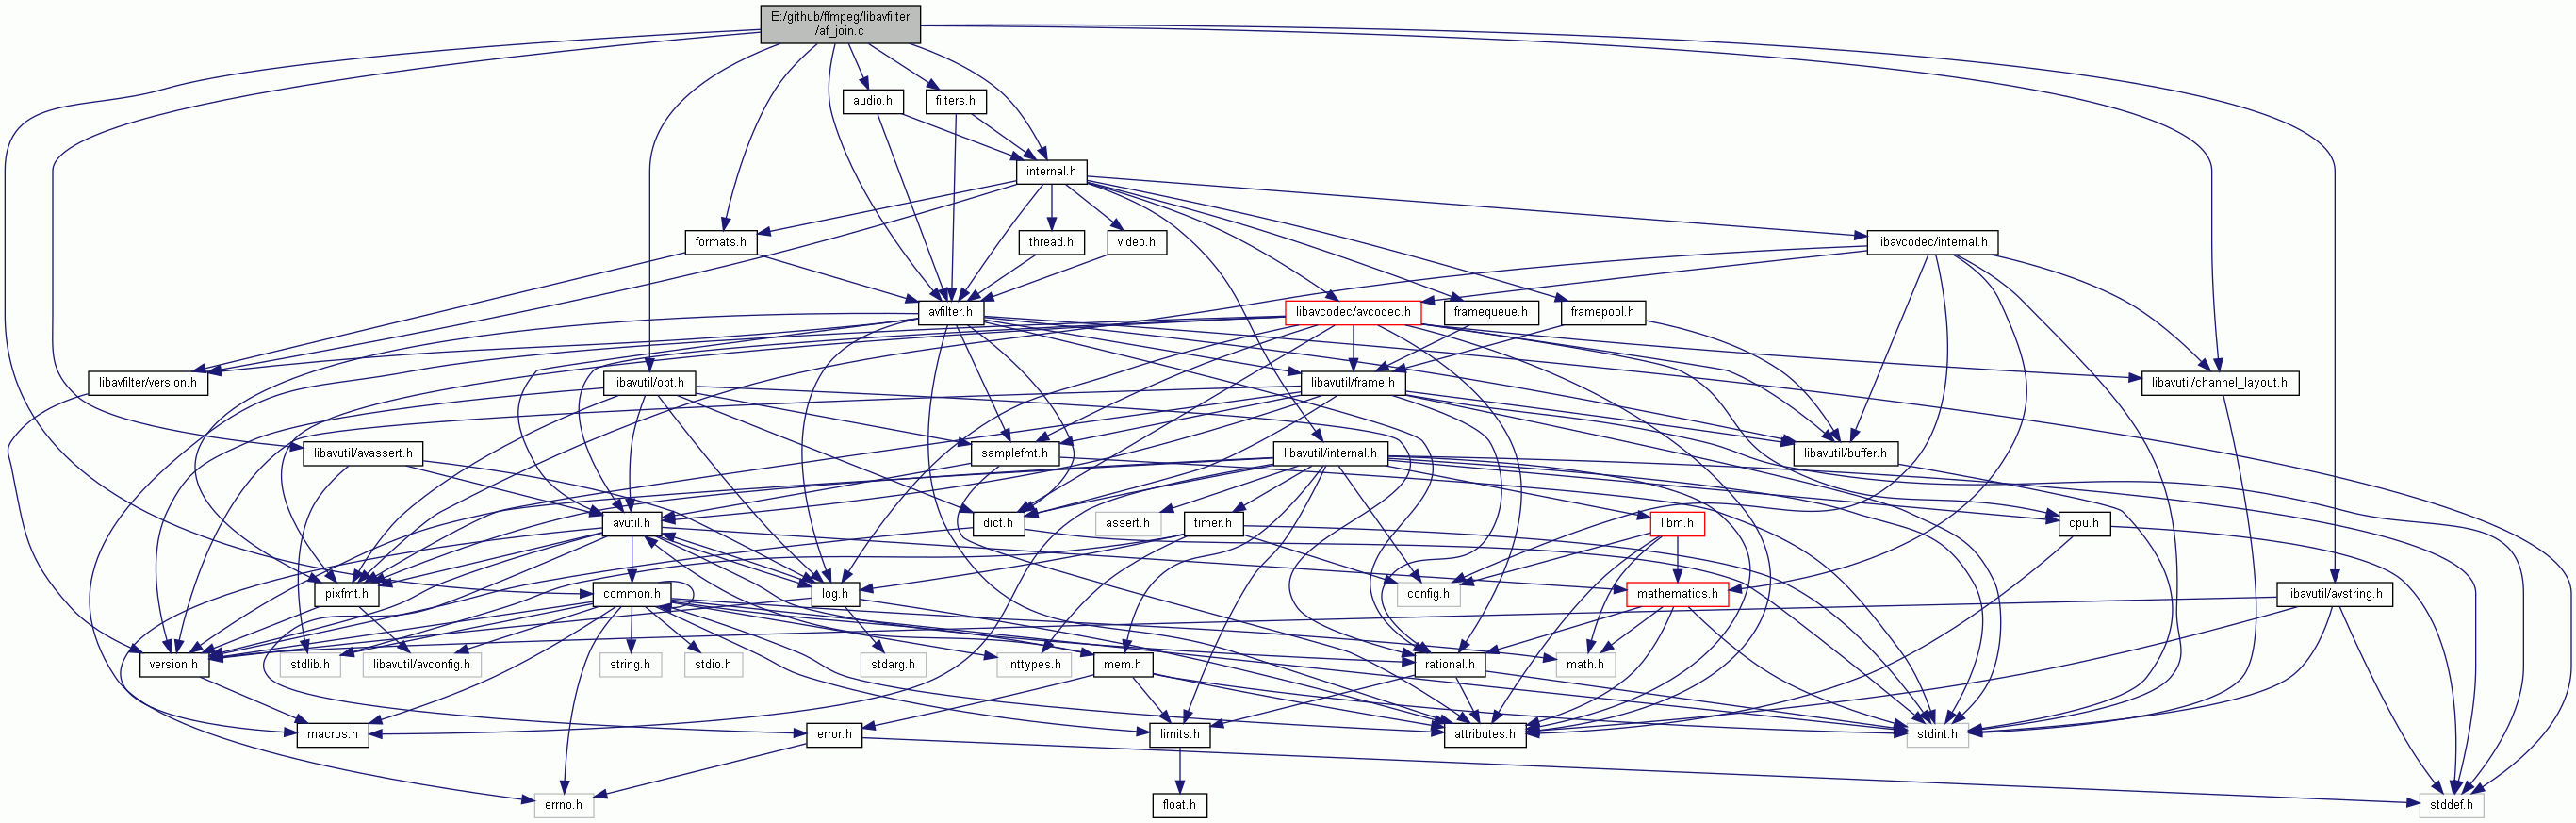 E:/github/ffmpeg/libavfilter
/af_join.c
audio.h
filters.h
internal.h
formats.h
thread.h
video.h
libavcodec/internal.h
avfilter.h
libavcodec/avcodec.h
framequeue.h
framepool.h
libavfilter/version.h
libavutil/opt.h
libavutil/frame.h
libavutil/channel_layout.h
libavutil/avassert.h
samplefmt.h
libavutil/internal.h
libavutil/buffer.h
avutil.h
dict.h
assert.h
timer.h
libm.h
cpu.h
pixfmt.h
common.h
log.h
config.h
mathematics.h
libavutil/avstring.h
version.h
stdlib.h
libavutil/avconfig.h
string.h
stdio.h
stdarg.h
inttypes.h
mem.h
rational.h
math.h
macros.h
error.h
limits.h
attributes.h
stdint.h
errno.h
float.h
stddef.h